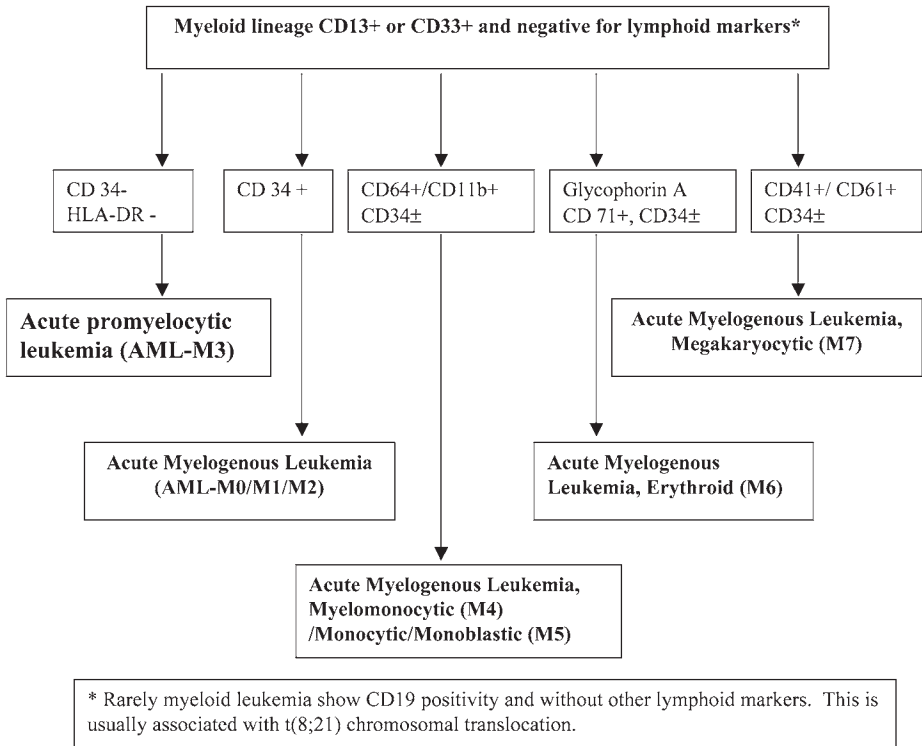 Myeloid lineage CD13+ or CD33+ and negative for lymphoid markers*
CD 34-
HLA-DR -
CD 34 +
CD64+/CD11b+
CD34±
Glycophorin A
CD 71+, CD34±
CD41+/ CD61+
CD34±
Acute promyelocytic
leukemia (AML-M3)
Acute Myelogenous Leukemia,
Megakaryocytic (M7)
Acute Myelogenous Leukemia
(AML-M0/M1/M2)
Acute Myelogenous
Leukemia, Erythroid (M6)
Acute Myelogenous Leukemia,
Myelomonocytic (M4)
/Monocytic/Monoblastic (M5)
* Rarely myeloid leukemia show CD19 positivity and without other lymphoid markers. This is
usually associated with t(8;21) chromosomal translocation.